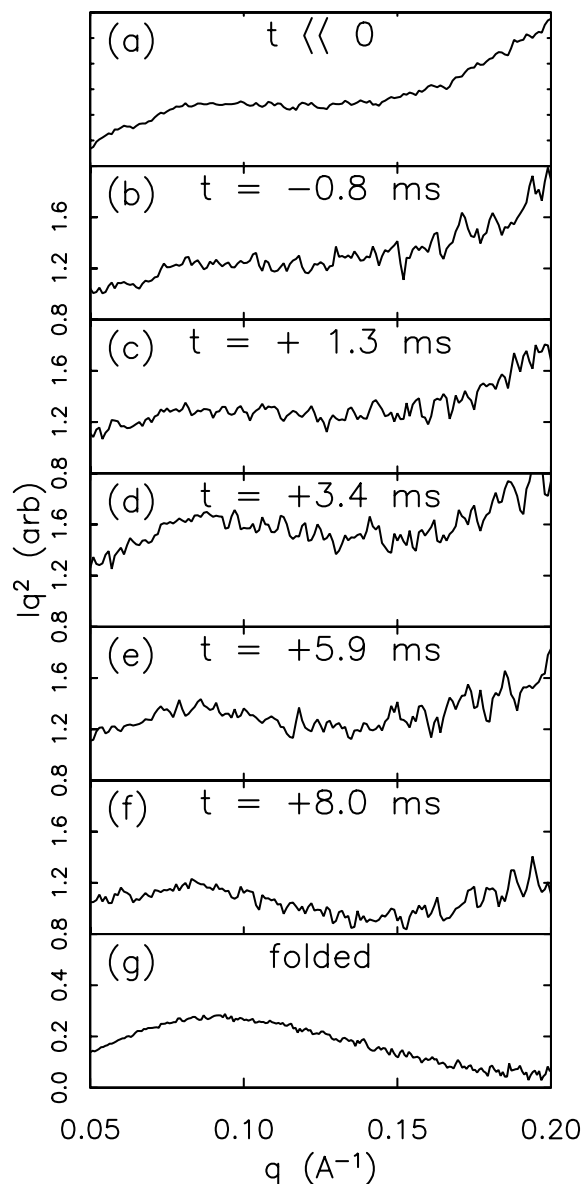 (a) t ⟨⟨ 0
(b) t = −0.8 ms
1.6
1.2
0.8
(c) t = + 1.3 ms
1.6
1.2
0.8
(d) t = +3.4 ms
1.6
1.2
0.8
(e) t = +5.9 ms
1.6
1.2
0.8
(f) t = +8.0 ms
1.6
1.2
0.8
(g) folded
0.4
0.2
0.0
Iq² (arb)
0.05 0.10 0.15 0.20
q (A⁻¹)